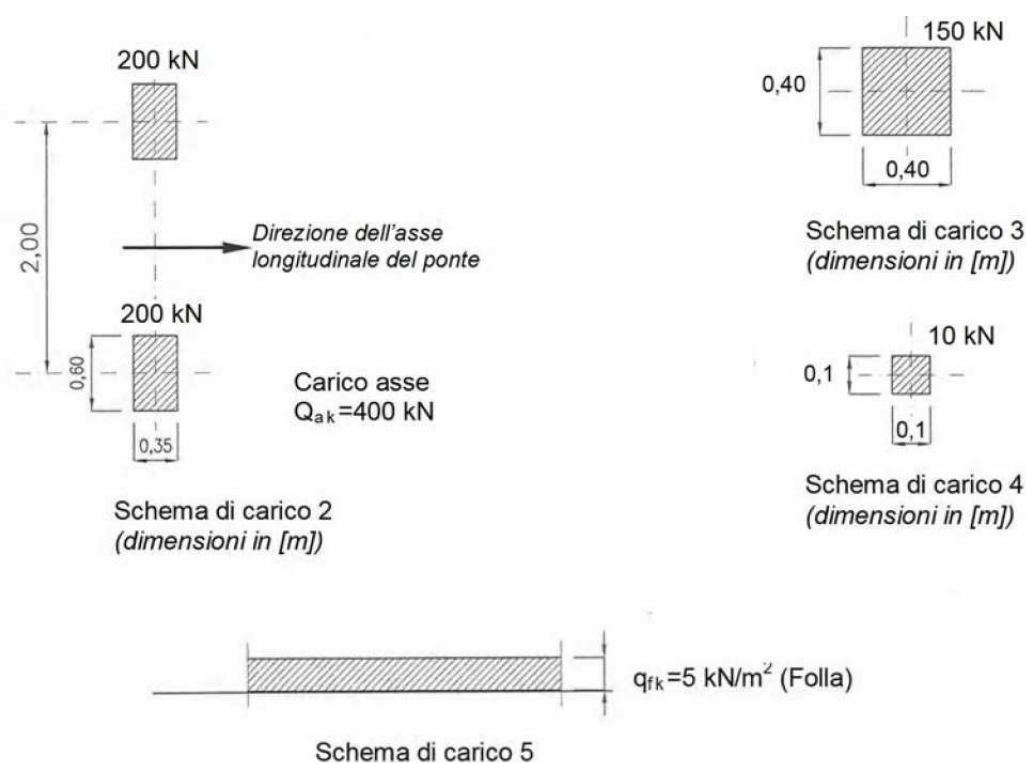 200 kN
2,00
Direzione dell'asse
longitudinale del ponte
200 kN
0,60
0,35
Carico asse
Qak=400 kN
Schema di carico 2
(dimensioni in [m])
150 kN
0,40
0,40
Schema di carico 3
(dimensioni in [m])
10 kN
0,1
0,1
Schema di carico 4
(dimensioni in [m])
qfk=5 kN/m² (Folla)
Schema di carico 5